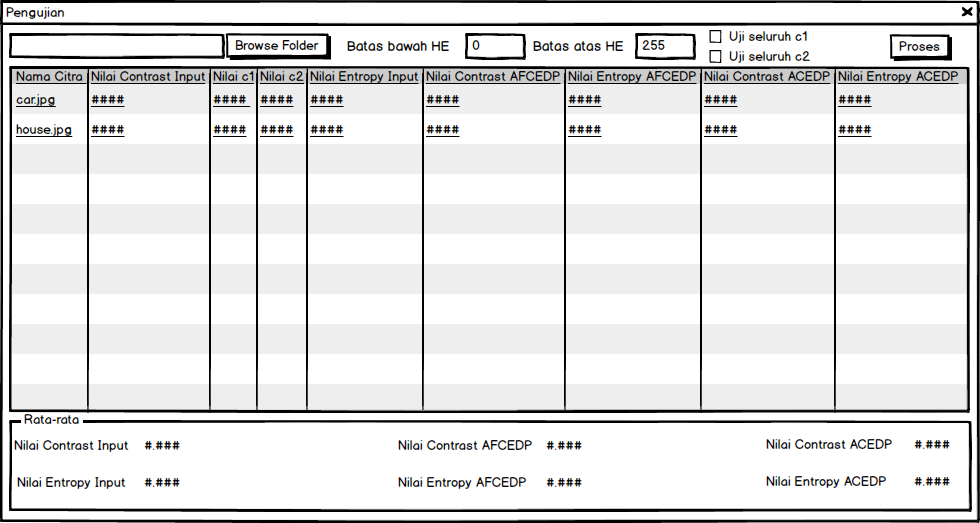 Pengujian
Browse Folder Batas bawah HE 0 Batas atas HE 255 Uji seluruh c1 Proses
Uji seluruh c2
Nama Citra Nilai Contrast Input Nilai c1 Nilai c2 Nilai Entropy Input Nilai Contrast AFCEDP Nilai Entropy AFCEDP Nilai Contrast ACEDP Nilai Entropy ACEDP
car.jpg #### #### #### #### #### #### #### ####
house.jpg #### #### #### #### #### #### #### ####
Rata-rata
Nilai Contrast Input #.### Nilai Contrast AFCEDP #.### Nilai Contrast ACEDP #.###
Nilai Entropy Input #.### Nilai Entropy AFCEDP #.### Nilai Entropy ACEDP #.###